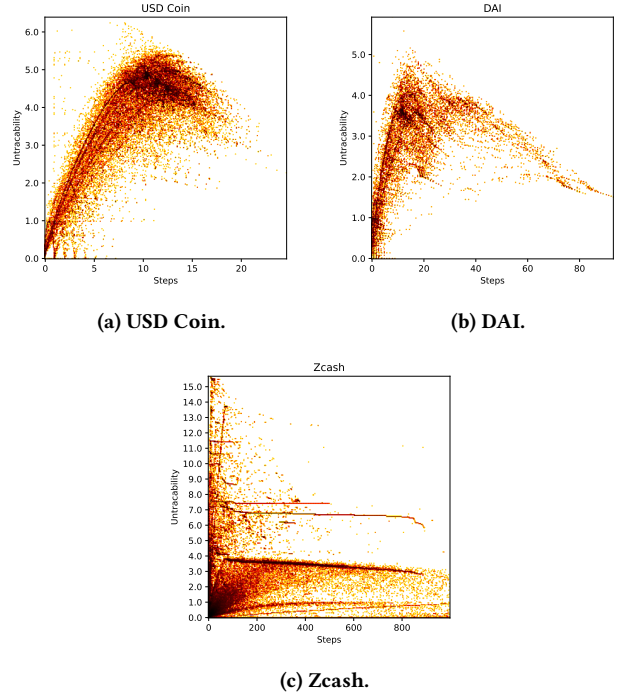 USD Coin
6.0
5.0
4.0
3.0
2.0
1.0
0.0
Untracability
0 5 10 15 20
Steps
(a) USD Coin.
DAI
5.0
4.0
3.0
2.0
1.0
0.0
Untracability
0 20 40 60 80
Steps
(b) DAI.
Zcash
15.0
14.0
13.0
12.0
11.0
10.0
9.0
8.0
7.0
6.0
5.0
4.0
3.0
2.0
1.0
0.0
Untracability
0 200 400 600 800
Steps
(c) Zcash.